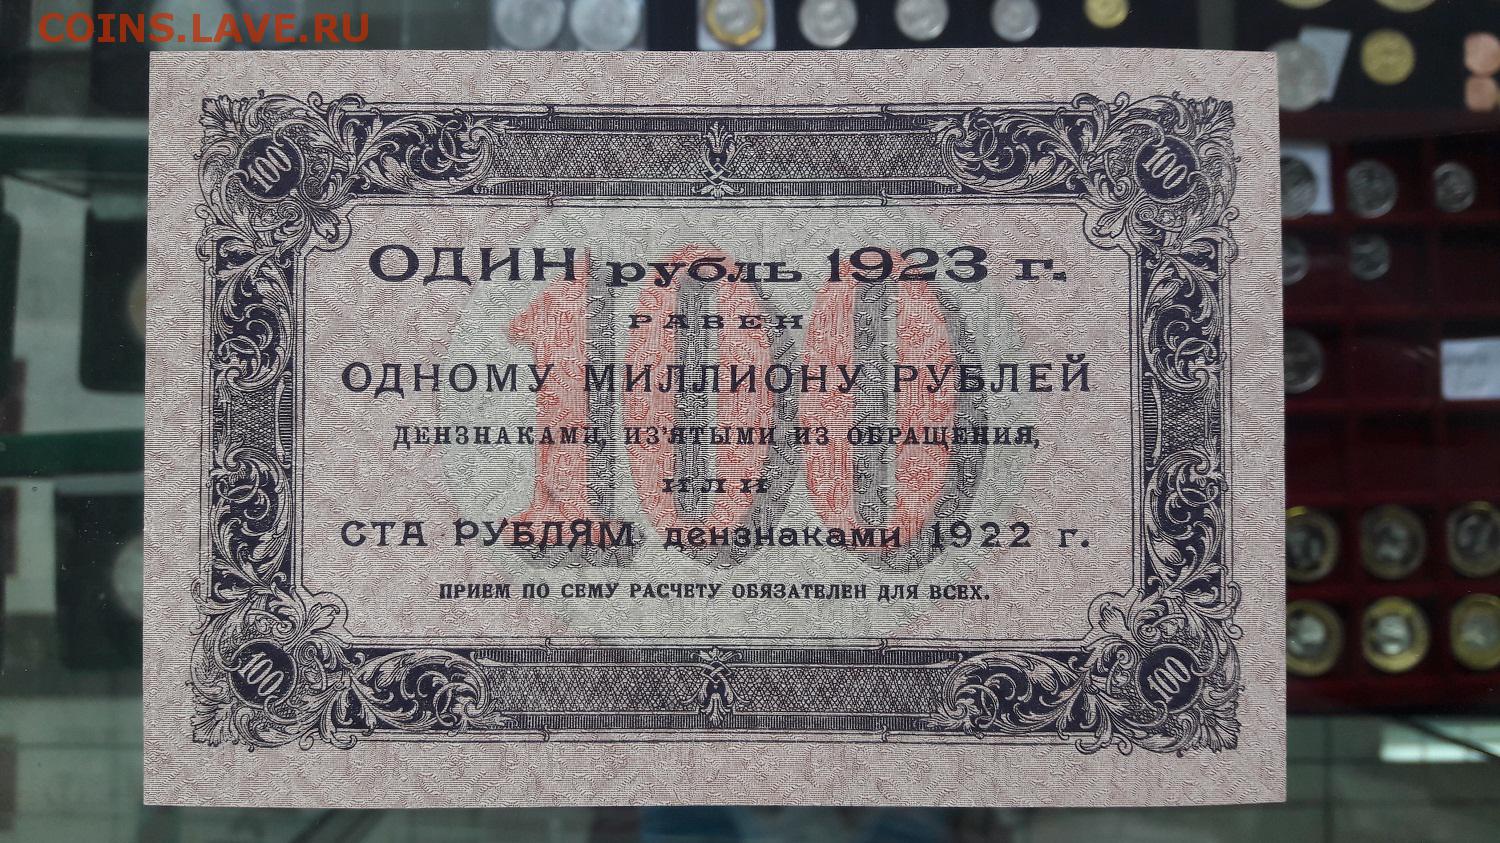 COINS.LAVE.RU
100 100
ОДИН рубль 1923 г.
РАВЕН
ОДНОМУ МИЛЛИОНУ РУБЛЕЙ
ДЕНЗНАКАМИ, ИЗ'ЯТЫМИ ИЗ ОБРАЩЕНИЯ,
ИЛИ
СТА РУБЛЯМ дензнаками 1922 г.
ПРИЕМ ПО СЕМУ РАСЧЕТУ ОБЯЗАТЕЛЕН ДЛЯ ВСЕХ.
100
100 100